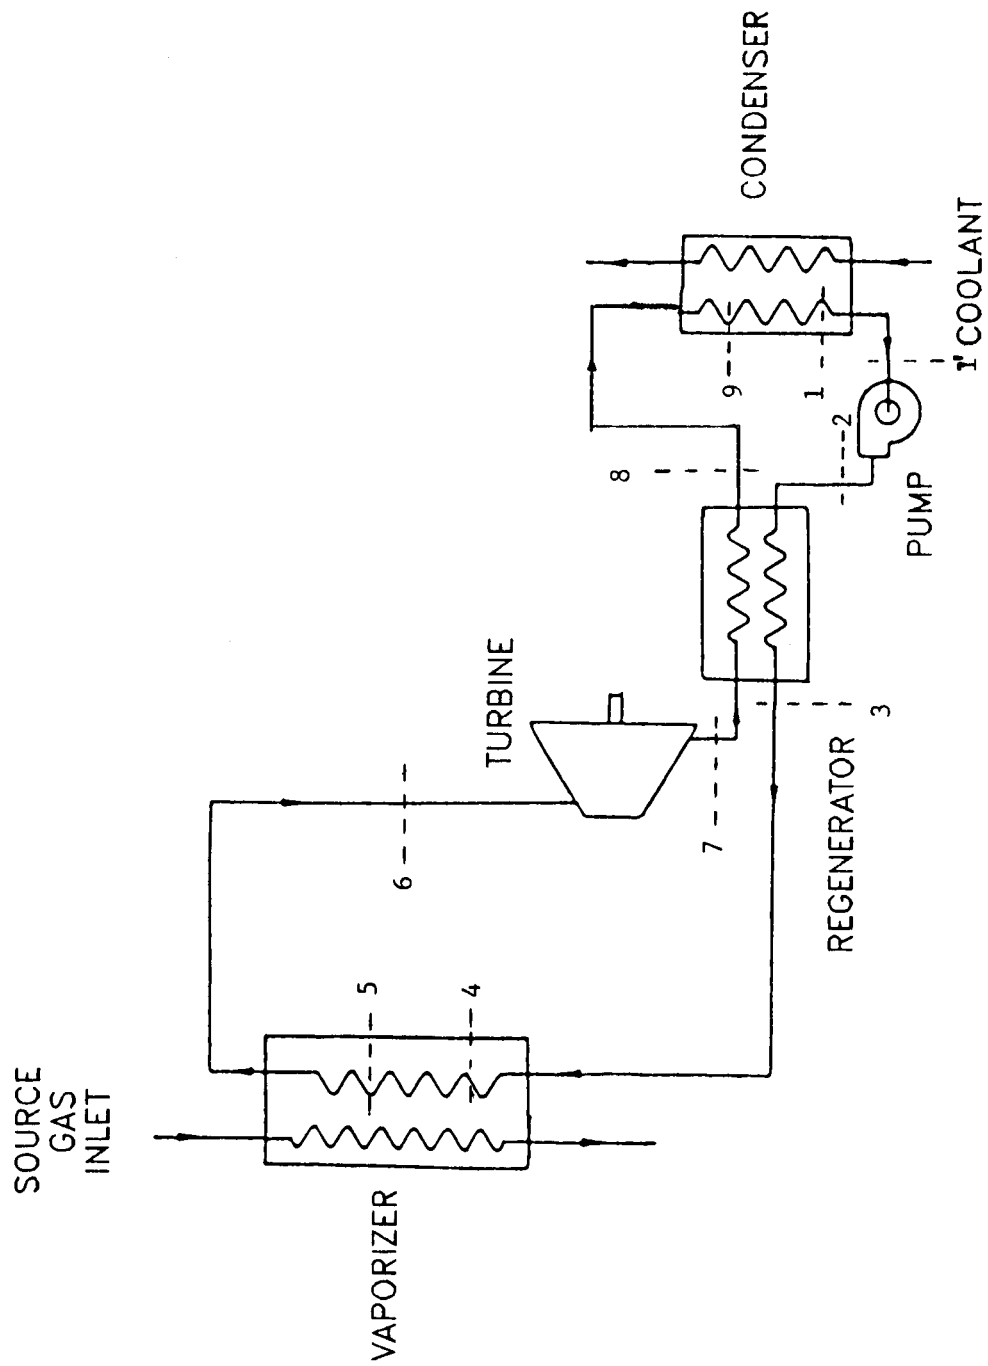 SOURCE
GAS
INLET
VAPORIZER
5
4
6
TURBINE
7
REGENERATOR
3
8
PUMP
2
9
1
1'
COOLANT
CONDENSER